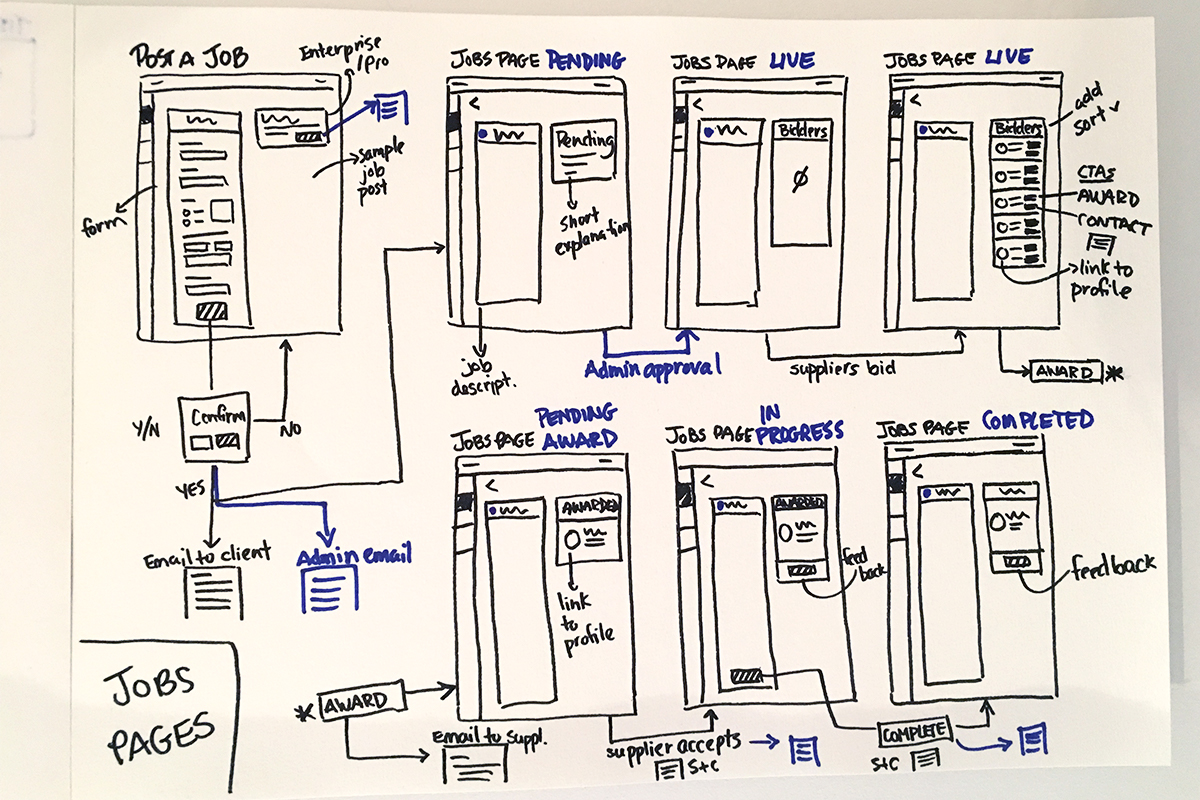 POST A JOB
Enterprise
/Pro
sample
job
post
form
Y/N
Confirm
NO
YES
Email to client
Admin email
JOBS PAGE PENDING
Pending
short
explanation
job
descript.
Admin approval
JOBS PAGE LIVE
Bidders
Ø
suppliers bid
JOBS PAGE LIVE
Bidders
add
sort
CTAs
AWARD
CONTACT
link to
profile
AWARD *
JOBS PAGE PENDING
AWARD
AWARDED
link
to
profile
* AWARD
Email to suppl.
JOBS PAGE IN
PROGRESS
AWARDED
feed
back
supplier accepts
S+C
JOBS PAGE COMPLETED
feedback
COMPLETE
S+C
JOBS
PAGES